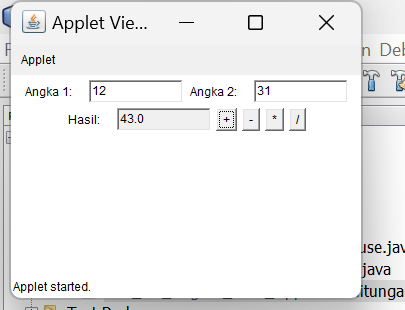 Applet Vie...
Applet
Angka 1: 12 Angka 2: 31
Hasil: 43.0 + - * /
Applet started.
Deb
use.jav
.java
itunga